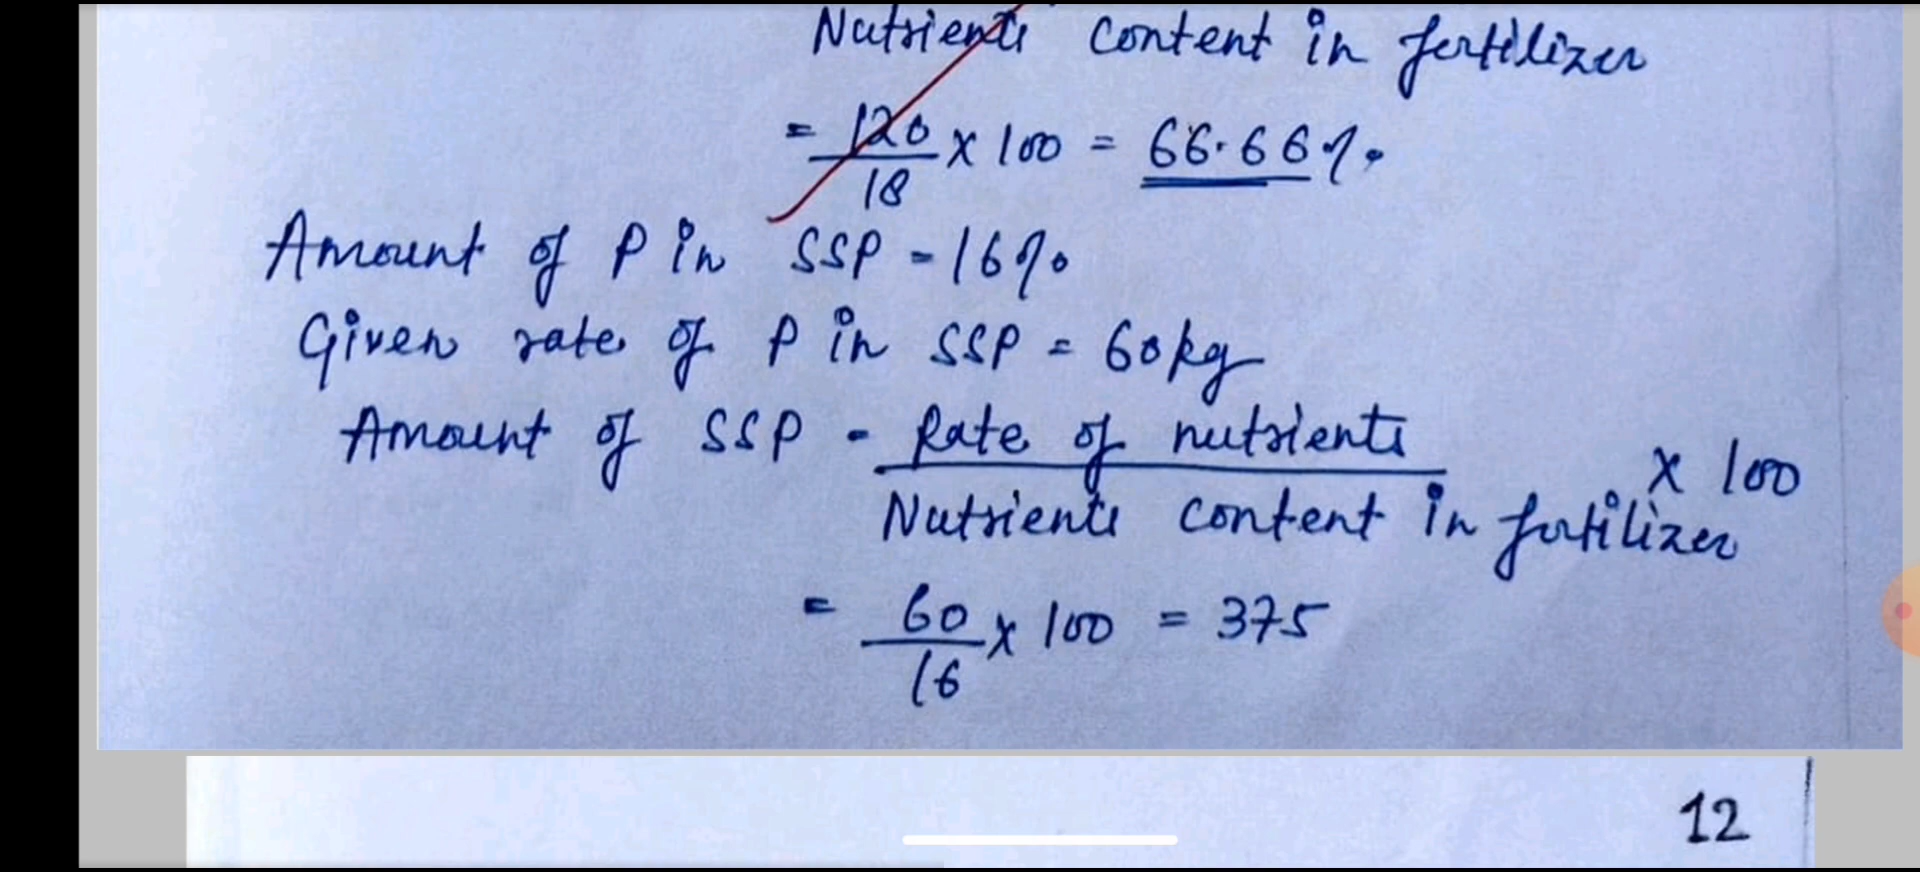 Nutrients content in fertilizer
= 120/18 x 100 = 66.66%
Amount of P in SSP = 16%
Given rate of P in SSP = 60kg
Amount of SSP = Rate of nutrients
x 100
Nutrients content in fertilizer
= 60/16 x 100 = 375
12